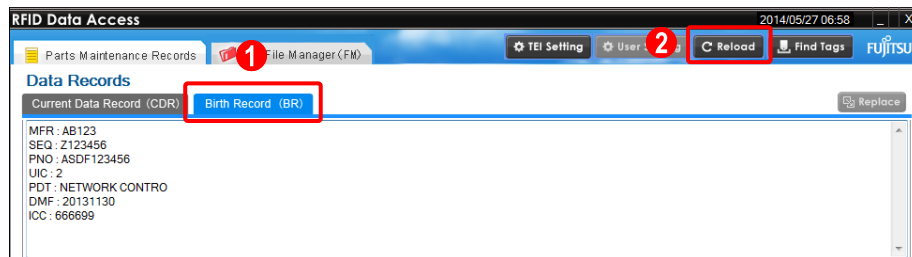 RFID Data Access 2014/05/27 06:58 _ X
Parts Maintenance Records 1 File Manager(FM) TEI Setting User 2 g Reload Find Tags FUJITSU
Data Records
Current Data Record (CDR) Birth Record (BR) Replace
MFR : AB123
SEQ : Z123456
PNO : ASDF123456
UIC : 2
PDT : NETWORK CONTRO
DMF : 20131130
ICC : 666699